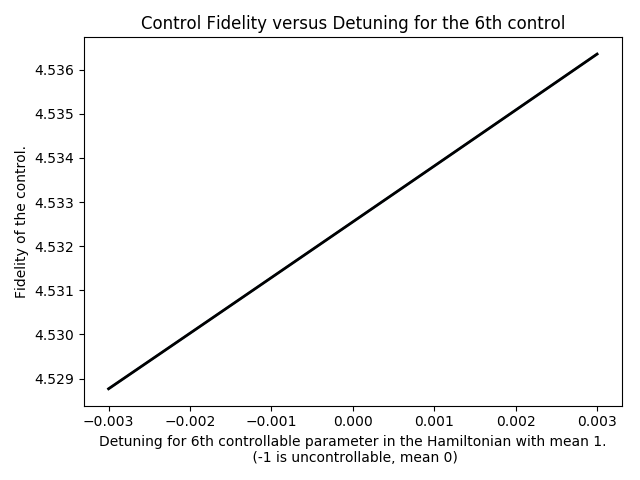 Control Fidelity versus Detuning for the 6th control
Fidelity of the control.
4.536
4.535
4.534
4.533
4.532
4.531
4.530
4.529
−0.003 −0.002 −0.001 0.000 0.001 0.002 0.003
Detuning for 6th controllable parameter in the Hamiltonian with mean 1.
(-1 is uncontrollable, mean 0)